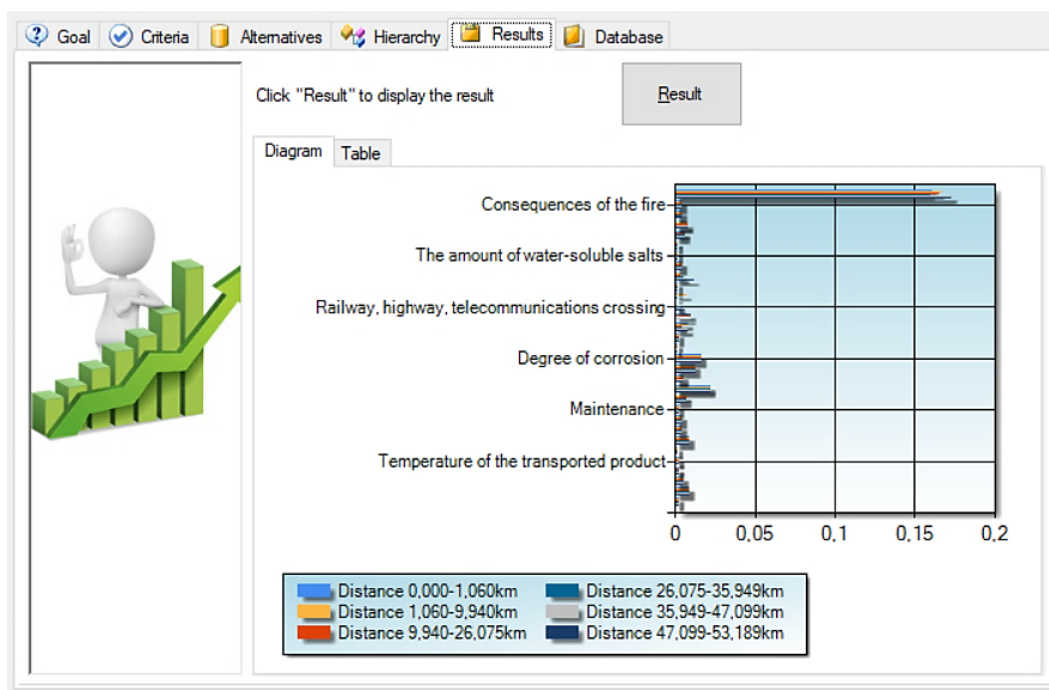 Goal Criteria Alternatives Hierarchy Results Database
Click "Result" to display the result Result
Diagram Table
Consequences of the fire
The amount of water-soluble salts
Railway, highway, telecommunications crossing
Degree of corrosion
Maintenance
Temperature of the transported product
0 0,05 0,1 0,15 0,2
Distance 0,000-1,060km Distance 26,075-35,949km
Distance 1,060-9,940km Distance 35,949-47,099km
Distance 9,940-26,075km Distance 47,099-53,189km